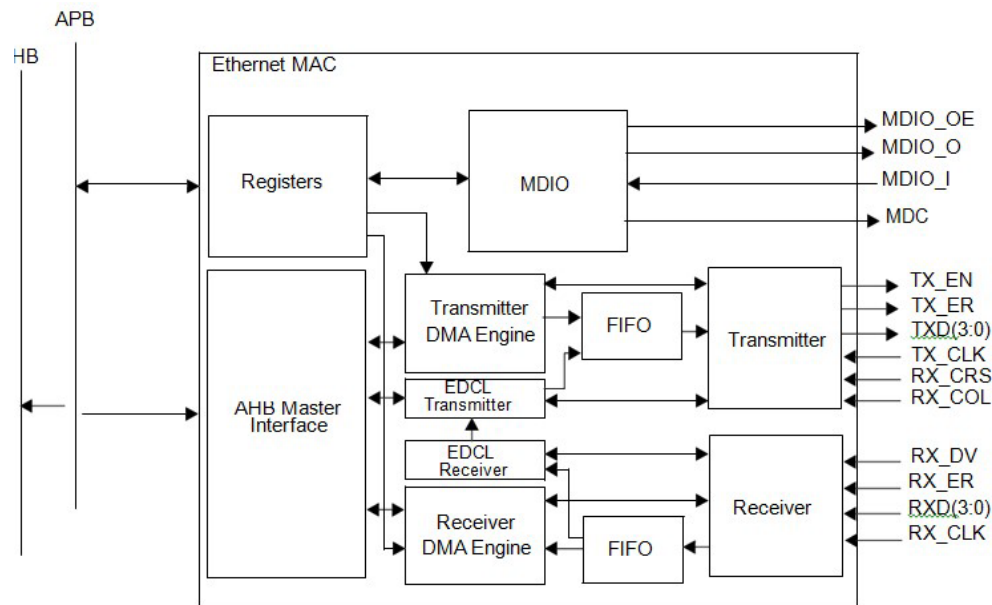 APB
HB
Ethernet MAC
Registers
MDIO
MDIO_OE
MDIO_O
MDIO_I
MDC
AHB Master
Interface
Transmitter
DMA Engine
FIFO
Transmitter
TX_EN
TX_ER
TXD(3:0)
TX_CLK
RX_CRS
RX_COL
EDCL
Transmitter
EDCL
Receiver
Receiver
DMA Engine
FIFO
Receiver
RX_DV
RX_ER
RXD(3:0)
RX_CLK